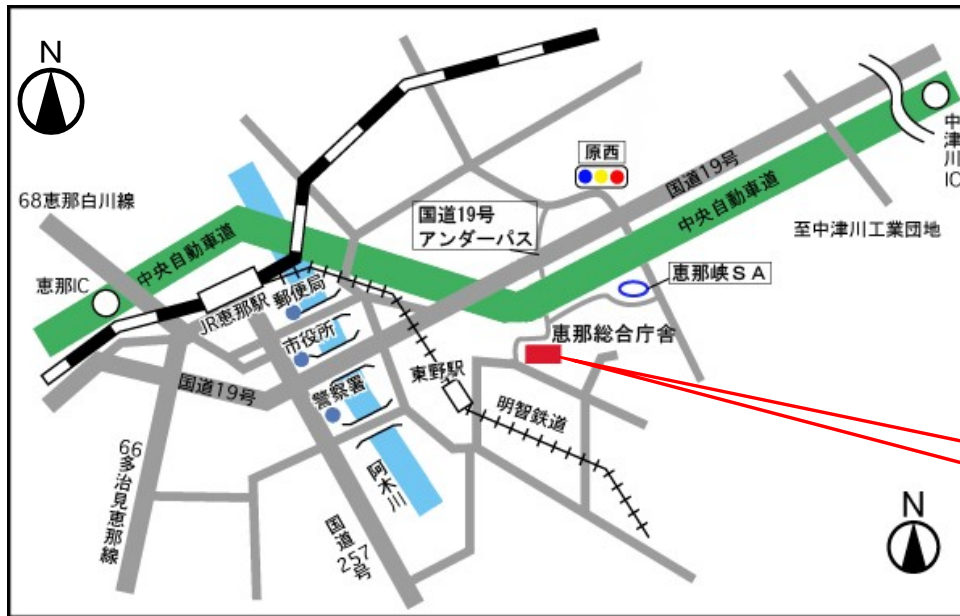 N
68恵那白川線
中央自動車道
恵那IC
JR恵那駅
郵便局
市役所
国道19号
警察署
66多治見恵那線
阿木川
国道257号
東野駅
明智鉄道
原西
国道19号
アンダーパス
国道19号
中央自動車道
中津川IC
至中津川工業団地
恵那峡SA
恵那総合庁舎
N